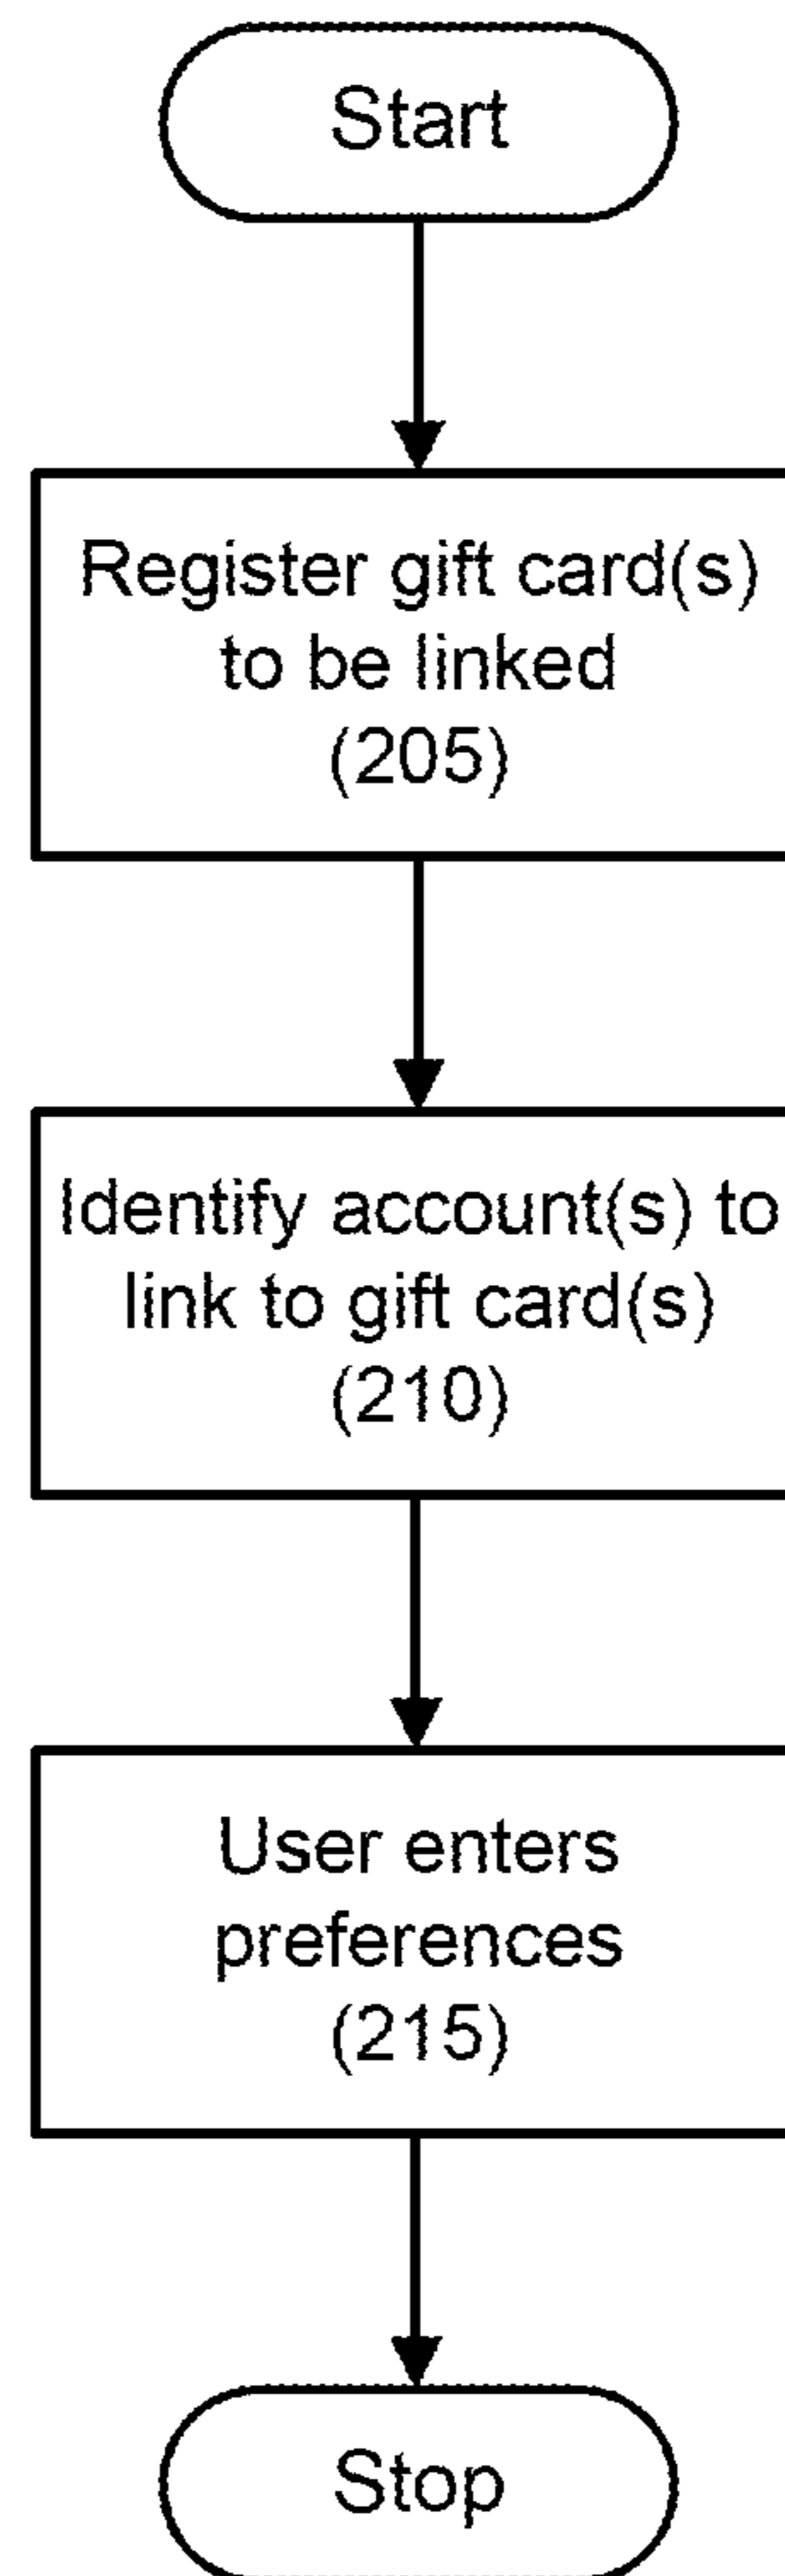 Start
Register gift card(s)
to be linked
(205)
Identify account(s) to
link to gift card(s)
(210)
User enters
preferences
(215)
Stop